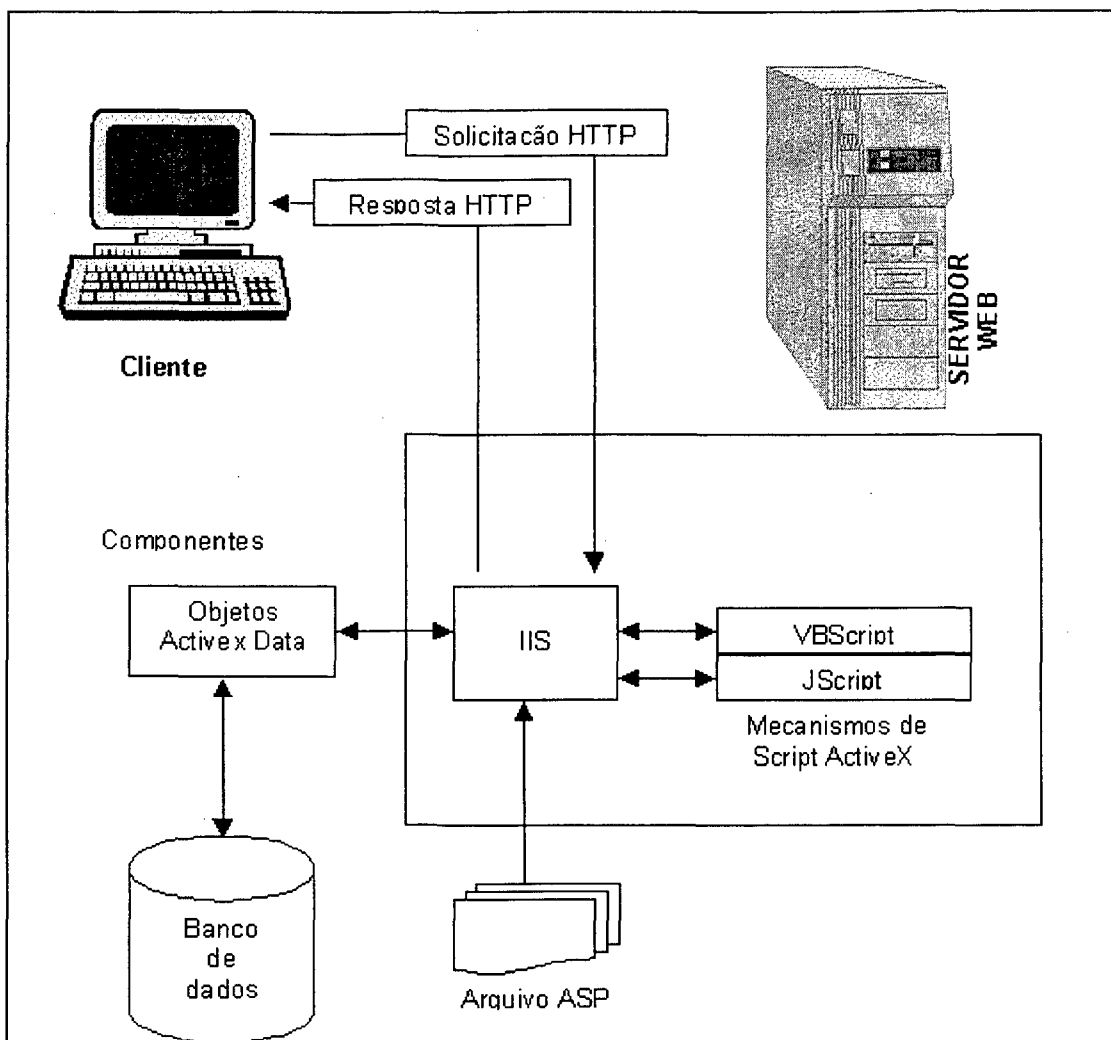 Solicitacão HTTP
Resposta HTTP
Cliente
SERVIDOR
WEB
Componentes
Objetos
Activex Data
IIS
VBScript
JScript
Mecanismos de
Script ActiveX
Banco
de
dados
Arquivo ASP